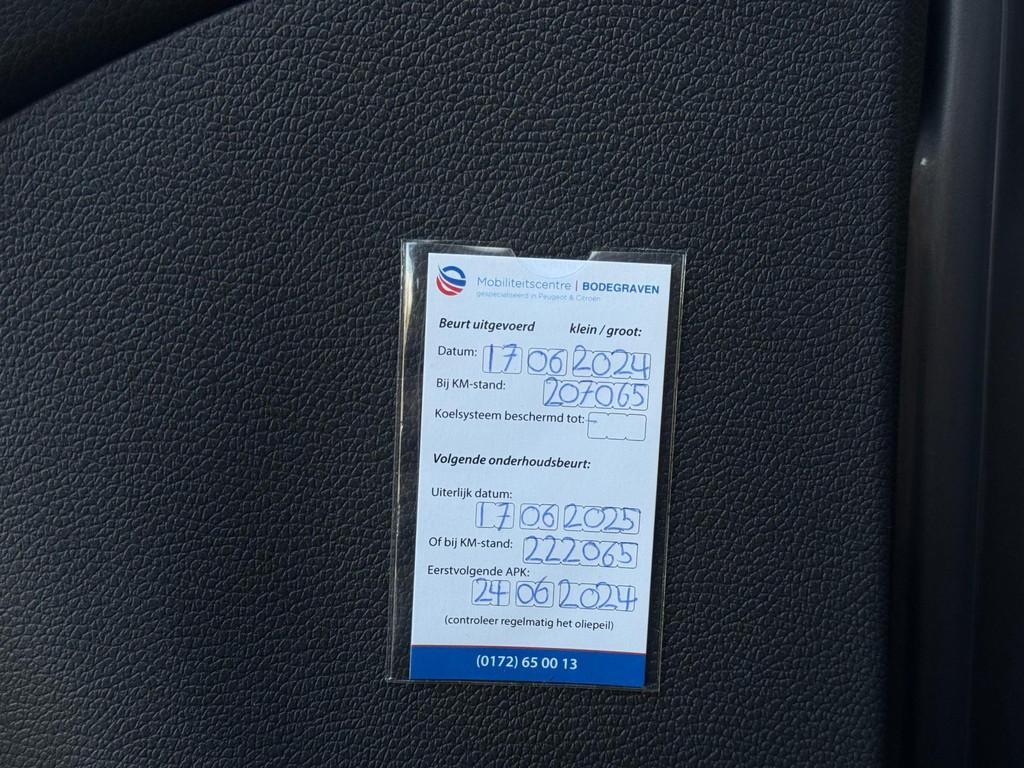 Mobiliteitscentre | BODEGRAVEN
gespecialiseerd in Peugeot & Citroën
Beurt uitgevoerd klein / groot:
Datum: 17 06 2024
Bij KM-stand: 207065
Koelsysteem beschermd tot: -
Volgende onderhoudsbeurt:
Uiterlijk datum:
17 06 2025
Of bij KM-stand: 222065
Eerstvolgende APK:
24 06 2024
(controleer regelmatig het oliepeil)
(0172) 65 00 13